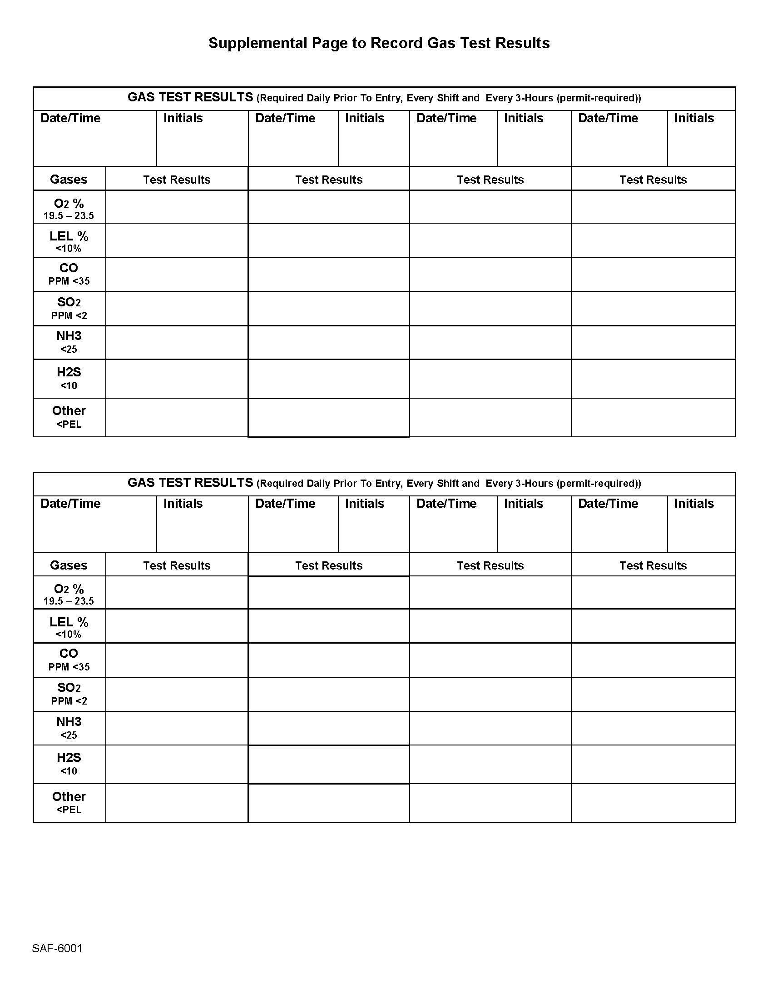 Supplemental Page to Record Gas Test Results
GAS TEST RESULTS (Required Daily Prior To Entry, Every Shift and  Every 3-Hours (permit-required))
Date/Time Initials Date/Time Initials Date/Time Initials Date/Time Initials
Gases Test Results Test Results Test Results Test Results
O2 %
19.5 – 23.5
LEL %
<10%
CO
PPM <35
SO2
PPM <2
NH3
<25
H2S
<10
Other
<PEL
GAS TEST RESULTS (Required Daily Prior To Entry, Every Shift and  Every 3-Hours (permit-required))
Date/Time Initials Date/Time Initials Date/Time Initials Date/Time Initials
Gases Test Results Test Results Test Results Test Results
O2 %
19.5 – 23.5
LEL %
<10%
CO
PPM <35
SO2
PPM <2
NH3
<25
H2S
<10
Other
<PEL
SAF-6001